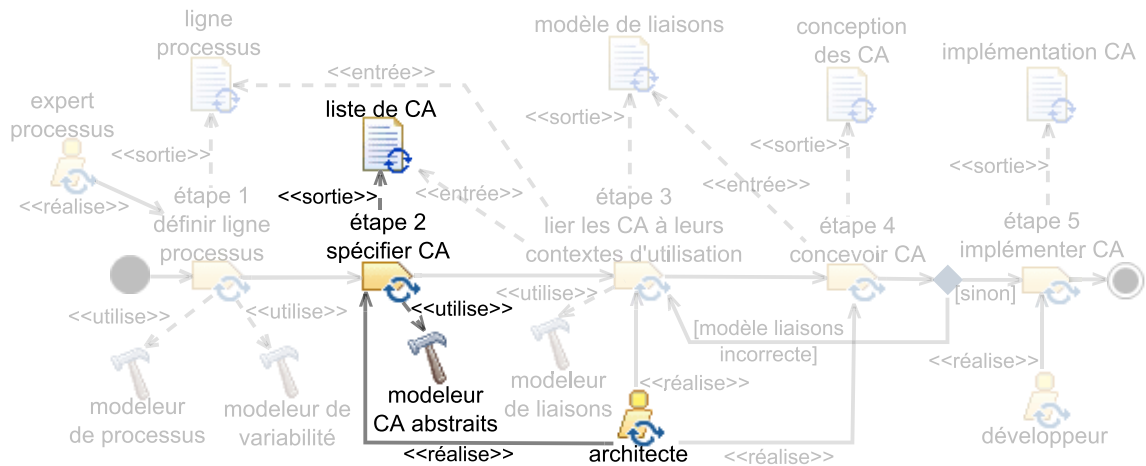 ligne
processus
modèle de liaisons
conception
des CA
implémentation CA
<<entrée>>
expert
processus
liste de CA
<<sortie>>
<<sortie>>
<<sortie>>
<<sortie>>
<<réalise>>
étape 1
définir ligne
processus
<<sortie>>
<<entrée>>
étape 2
spécifier CA
étape 3
lier les CA à leurs
contextes d'utilisation
<<entrée>>
étape 4
concevoir CA
étape 5
implémenter CA
<<utilise>>
<<utilise>>
<<utilise>>
<<utilise>>
[sinon]
[modèle liaisons
incorrecte]
modeleur
de processus
modeleur de
variabilité
modeleur
CA abstraits
modeleur
de liaisons
<<réalise>>
<<réalise>>
<<réalise>>
architecte
<<réalise>>
développeur